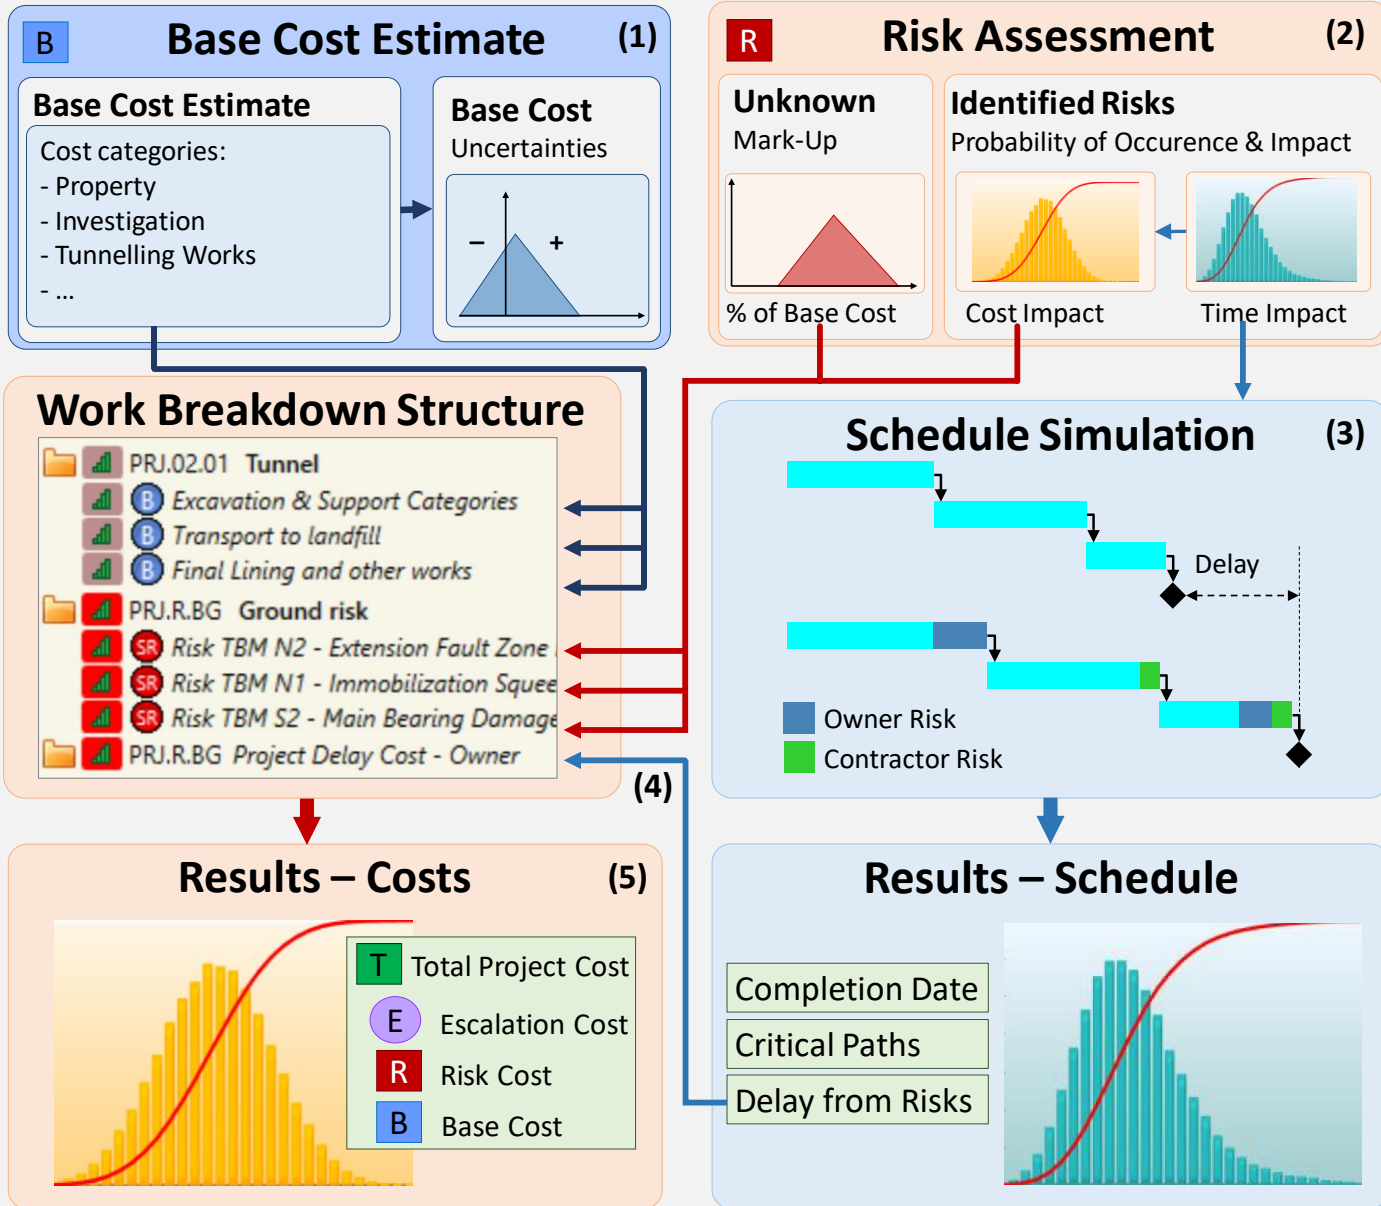 B
Base Cost Estimate
(1)
Base Cost Estimate
Cost categories:
- Property
- Investigation
- Tunnelling Works
- ...
Base Cost
Uncertainties
– +
R
Risk Assessment
(2)
Unknown
Mark-Up
% of Base Cost
Identified Risks
Probability of Occurence & Impact
Cost Impact
Time Impact
Work Breakdown Structure
PRJ.02.01 Tunnel
B Excavation & Support Categories
B Transport to landfill
B Final Lining and other works
PRJ.R.BG Ground risk
SR Risk TBM N2 - Extension Fault Zone
SR Risk TBM N1 - Immobilization Squee
SR Risk TBM S2 - Main Bearing Damage
PRJ.R.BG Project Delay Cost - Owner
(4)
Schedule Simulation
(3)
Delay
Owner Risk
Contractor Risk
Results – Costs
(5)
T Total Project Cost
E Escalation Cost
R Risk Cost
B Base Cost
Results – Schedule
Completion Date
Critical Paths
Delay from Risks